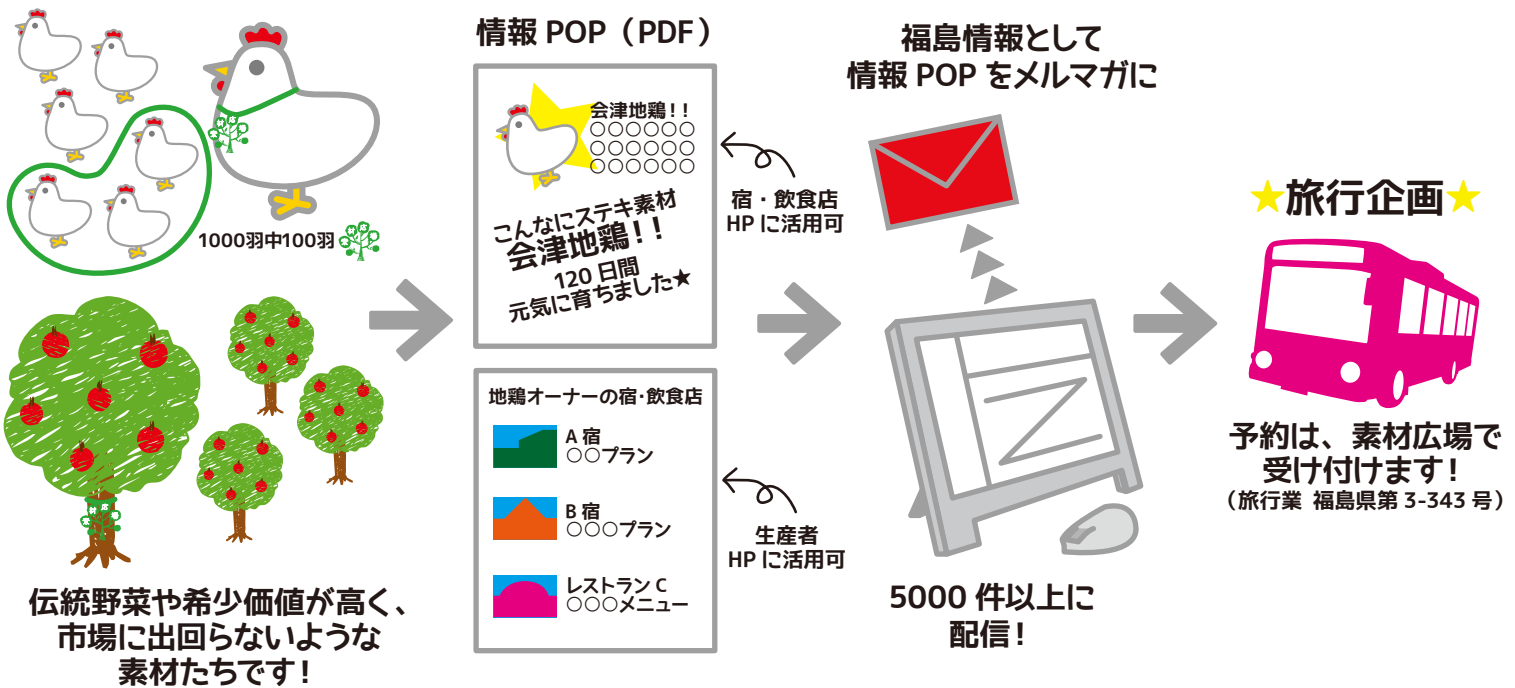 1000羽中100羽
伝統野菜や希少価値が高く、
市場に出回らないような
素材たちです!
情報 POP(PDF)
会津地鶏!!
○○○○○○
○○○○○○
○○○○○○
こんなにステキ素材
会津地鶏!!
120 日間
元気に育ちました★
宿・飲食店
HP に活用可
地鶏オーナーの宿・飲食店
A 宿
○○プラン
B 宿
○○○プラン
レストラン C
○○○メニュー
生産者
HP に活用可
福島情報として
情報 POP をメルマガに
5000 件以上に
配信!
★旅行企画★
予約は、素材広場で
受け付けます!
(旅行業 福島県第 3-343 号)